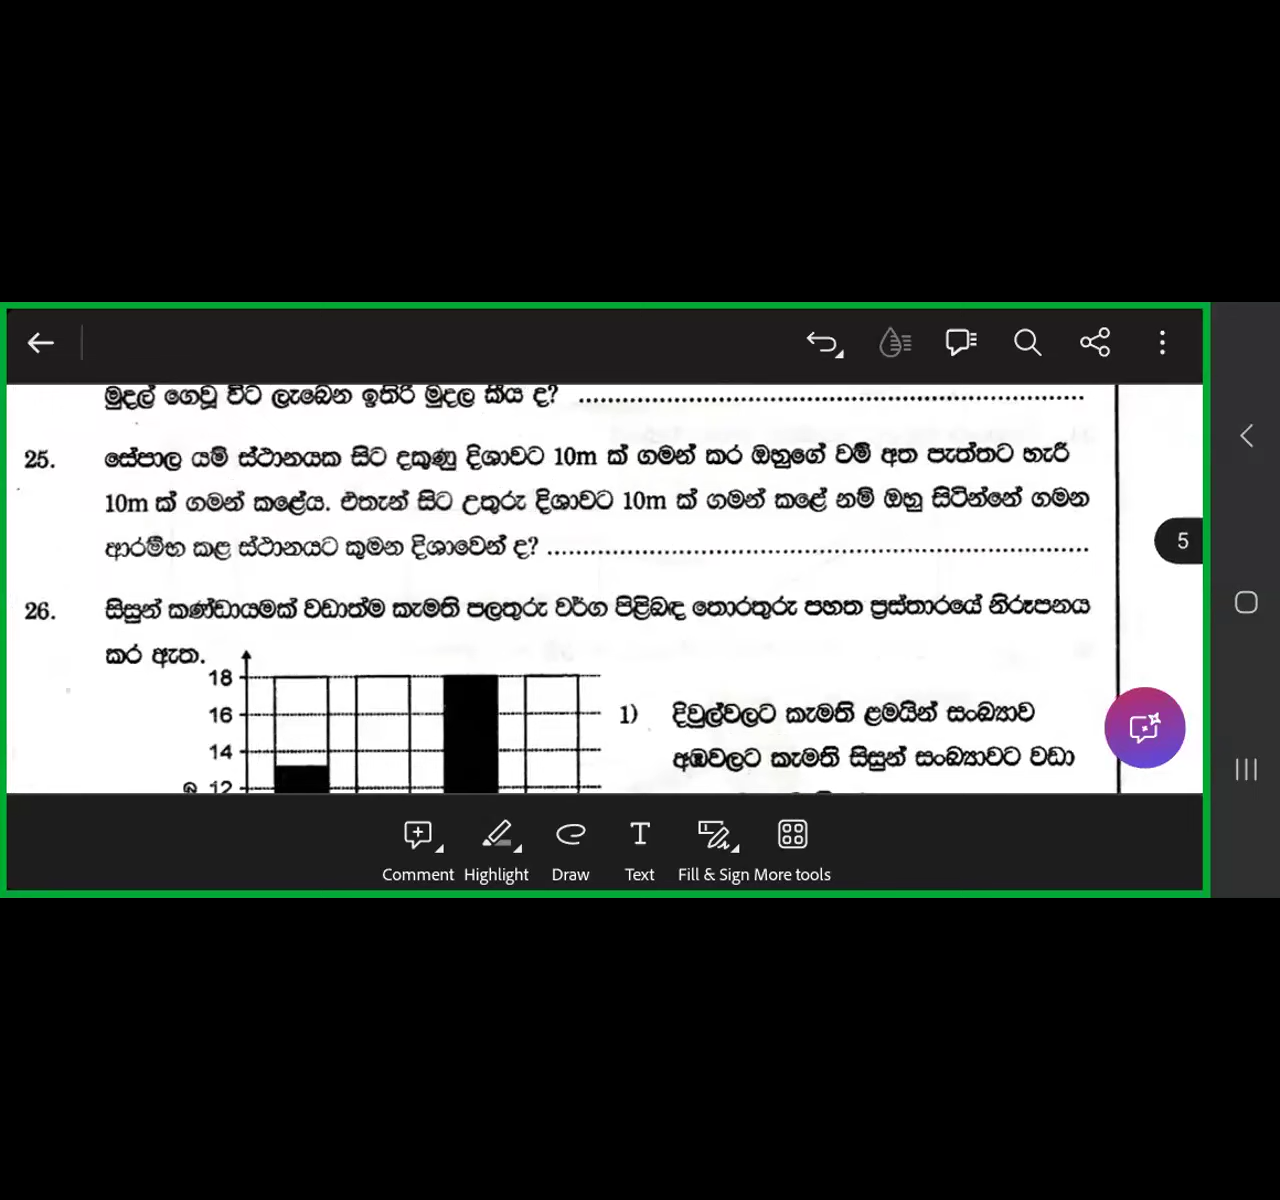 මුදල් ගෙවූ විට ලැබෙන ඉතිරි මුදල කීය ද? ........................................................................
25. සේපාල යම් ස්ථානයක සිට දකුණු දිශාවට 10m ක් ගමන් කර ඔහුගේ වම් අත පැත්තට හැරී
10m ක් ගමන් කළේය. එතැන් සිට උතුරු දිශාවට 10m ක් ගමන් කළේ නම් ඔහු සිටින්නේ ගමන
ආරම්භ කළ ස්ථානයට කුමන දිශාවෙන් ද? ........................................................................
5
26. සිසුන් කණ්ඩායමක් වඩාත්ම කැමති පලතුරු වර්ග පිළිබඳ තොරතුරු පහත ප්‍රස්තාරයේ නිරූපනය
කර ඇත.
18
16
14
12
1) දිවුල්වලට කැමති ළමයින් සංඛ්‍යාව
අඹවලට කැමති සිසුන් සංඛ්‍යාවට වඩා
Comment Highlight Draw Text Fill & Sign More tools